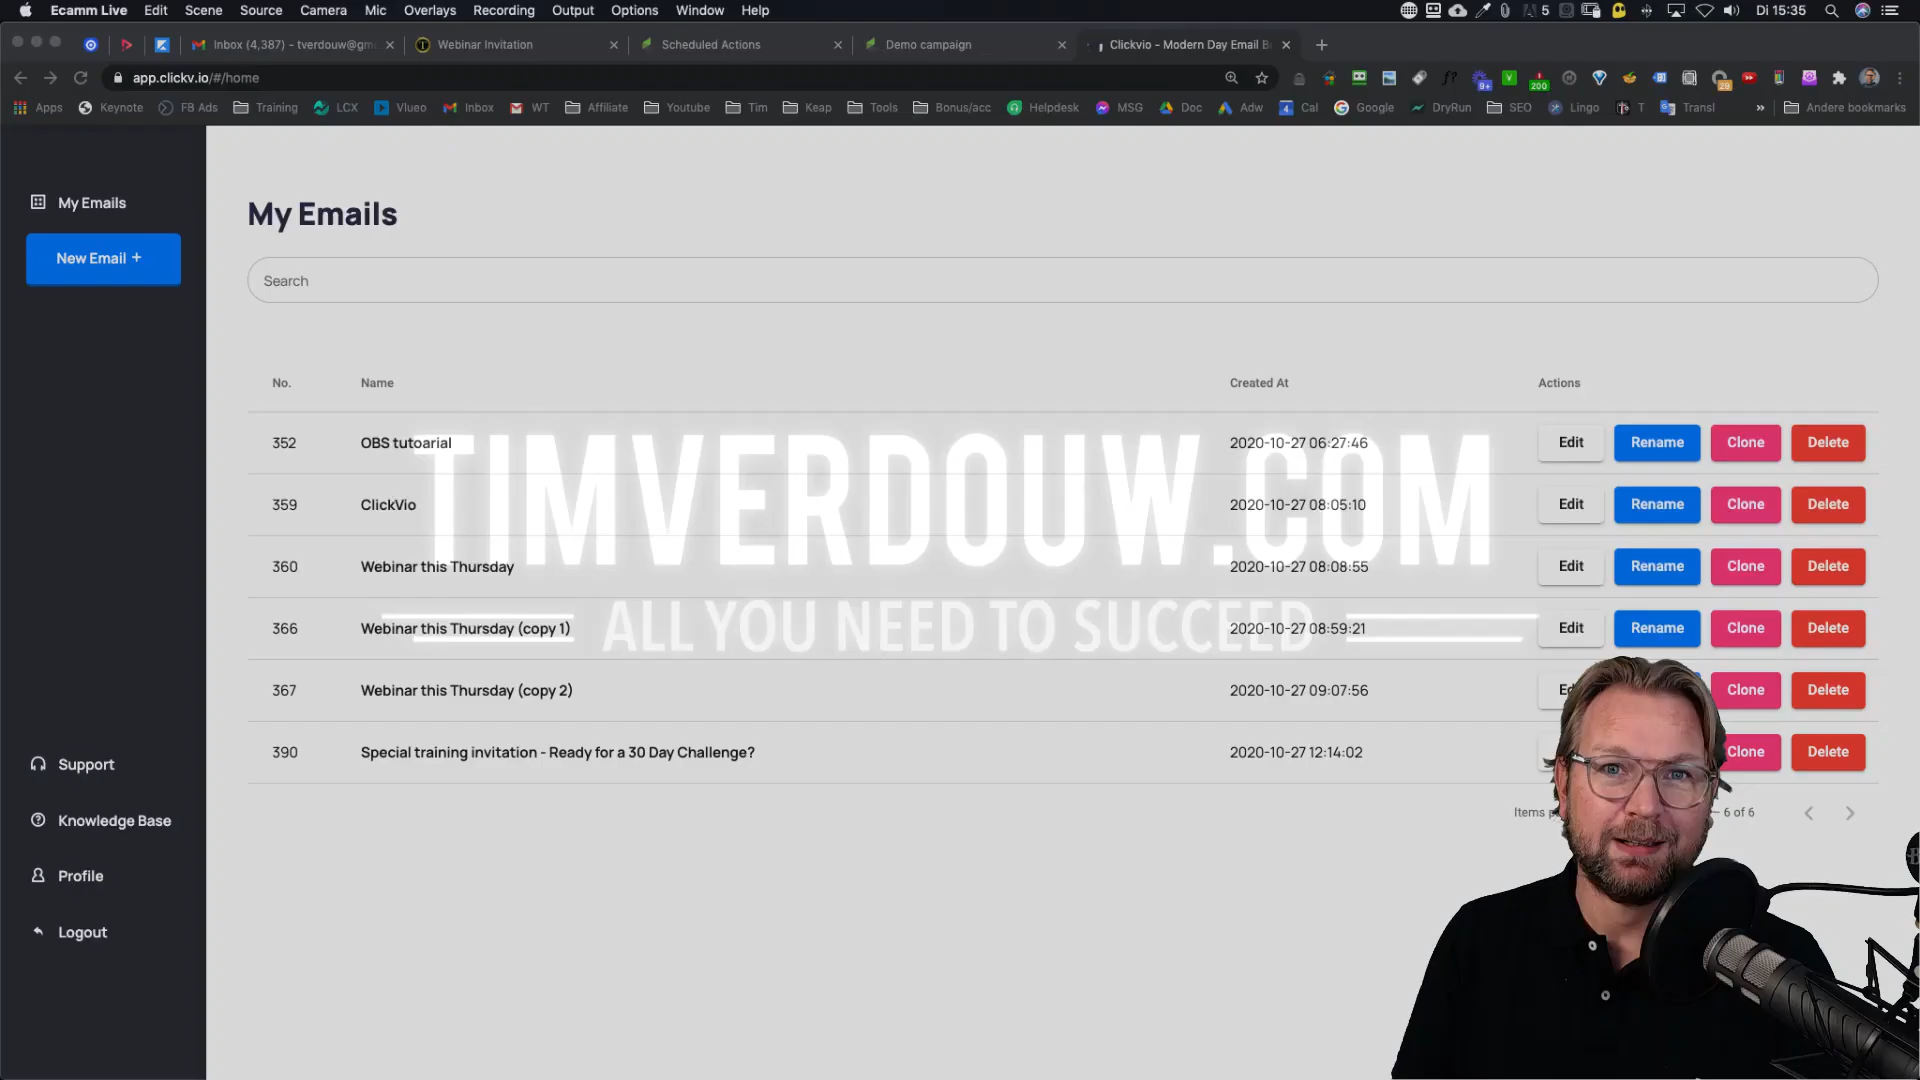 Ecamm Live Edit Scene Source Camera Mic Overlays Recording Output Options Window Help
5 Di 15:35
Inbox (4,387) - tverdouw@gm
Webinar Invitation
Scheduled Actions
Demo campaign
Clickvio - Modern Day Email B
app.clickv.io/#/home
Apps Keynote FB Ads Training LCX Vlueo Inbox WT Affiliate Youtube Tim Keap Tools Bonus/acc Helpdesk MSG Doc Adw Cal Google DryRun SEO Lingo T Transl » Andere bookmarks
My Emails
New Email +
Support
Knowledge Base
Profile
Logout
My Emails
Search
No. Name Created At Actions
352 OBS tutoarial 2020-10-27 06:27:46 Edit Rename Clone Delete
359 ClickVio 2020-10-27 08:05:10 Edit Rename Clone Delete
360 Webinar this Thursday 2020-10-27 08:08:55 Edit Rename Clone Delete
366 Webinar this Thursday (copy 1) 2020-10-27 08:59:21 Edit Rename Clone Delete
367 Webinar this Thursday (copy 2) 2020-10-27 09:07:56 Clone Delete
390 Special training invitation - Ready for a 30 Day Challenge? 2020-10-27 12:14:02 Clone Delete
Items 6 of 6
TIMVERDOUW.COM
ALL YOU NEED TO SUCCEED